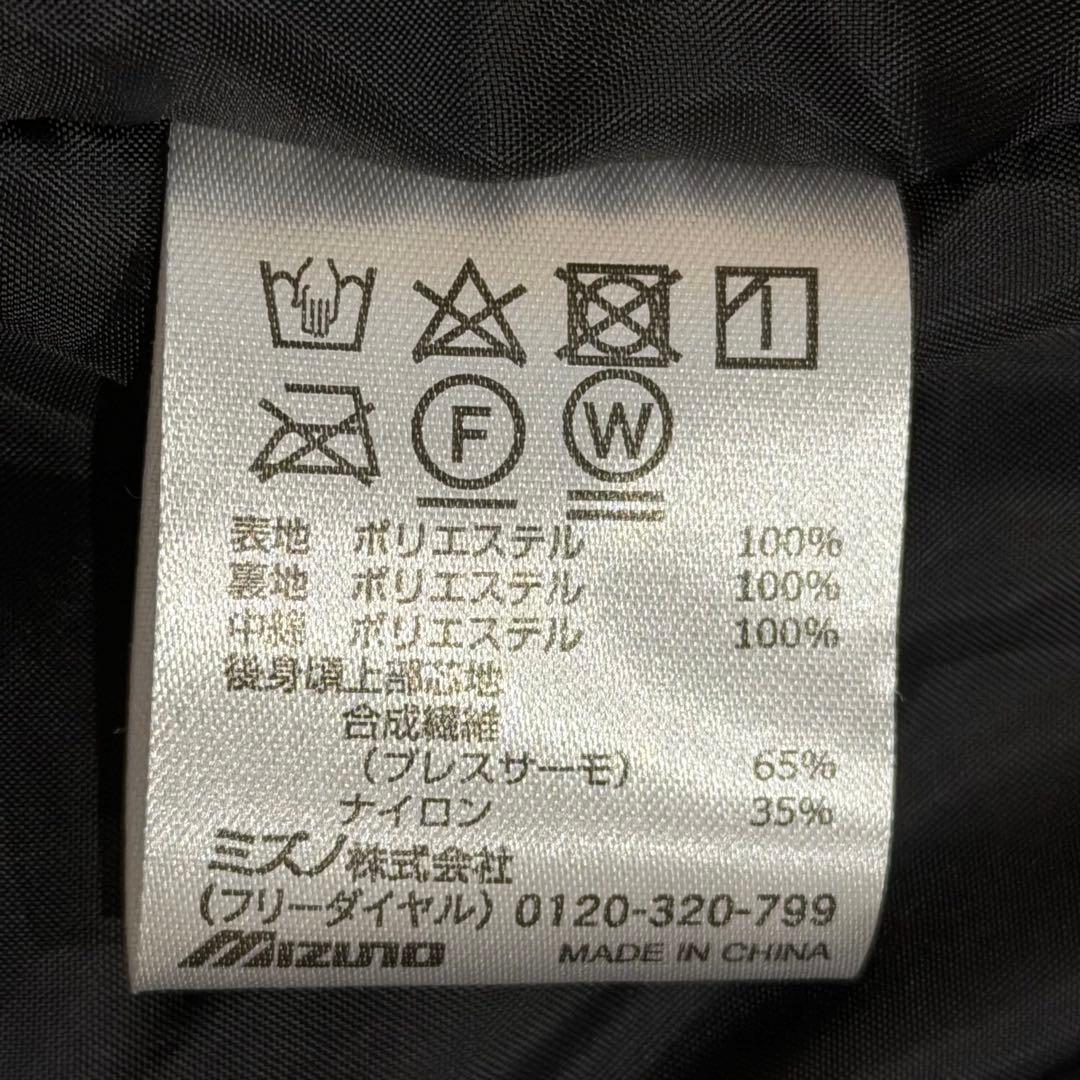 F W
表地 ポリエステル 100%
裏地 ポリエステル 100%
中綿 ポリエステル 100%
後身頃上部芯地
合成繊維
(ブレスサーモ) 65%
ナイロン 35%
ミズノ株式会社
(フリーダイヤル) 0120-320-799
MIZUNO MADE IN CHINA